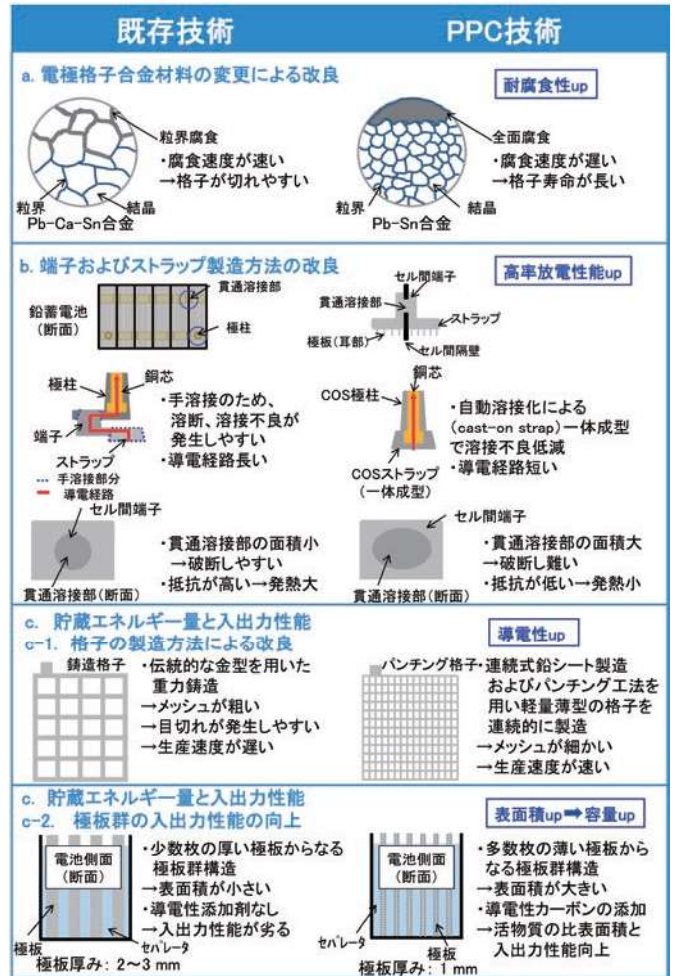 既存技術
PPC技術
a. 電極格子合金材料の変更による改良
耐腐食性up
粒界腐食
・腐食速度が速い
→格子が切れやすい
粒界
結晶
Pb-Ca-Sn合金
全面腐食
・腐食速度が遅い
→格子寿命が長い
粒界
結晶
Pb-Sn合金
b. 端子およびストラップ製造方法の改良
高率放電性能up
貫通溶接部
鉛蓄電池
(断面)
極柱
セル間端子
貫通溶接部
ストラップ
極板(耳部)
セル間隔壁
極柱
銅芯
端子
ストラップ
手溶接部分
導電経路
・手溶接のため、
溶断、溶接不良が
発生しやすい
・導電経路長い
銅芯
COS極柱
COSストラップ
(一体成型)
・自動溶接化による
(cast-on strap)一体成型
で溶接不良低減
・導電経路短い
セル間端子
貫通溶接部(断面)
・貫通溶接部の面積小
→破断しやすい
・抵抗が高い→発熱大
セル間端子
貫通溶接部(断面)
・貫通溶接部の面積大
→破断し難い
・抵抗が低い→発熱小
c. 貯蔵エネルギー量と入出力性能
c-1. 格子の製造方法による改良
導電性up
鋳造格子
・伝統的な金型を用いた
重力鋳造
→メッシュが粗い
→目切れが発生しやすい
→生産速度が遅い
パンチング格子
・連続式鉛シート製造
およびパンチング工法を
用い軽量薄型の格子を
連続的に製造
→メッシュが細かい
→生産速度が速い
c. 貯蔵エネルギー量と入出力性能
c-2. 極板群の入出力性能の向上
表面積up➡容量up
電池側面
(断面)
極板
セパレータ
極板厚み:2～3 mm
・少数枚の厚い極板からなる
極板群構造
→表面積が小さい
・導電性添加剤なし
→入出力性能が劣る
電池側面
(断面)
セパレータ
極板
極板厚み:1 mm
・多数枚の薄い極板から
なる極板群構造
→表面積が大きい
・導電性カーボンの添加
→活物質の比表面積と
入出力性能向上